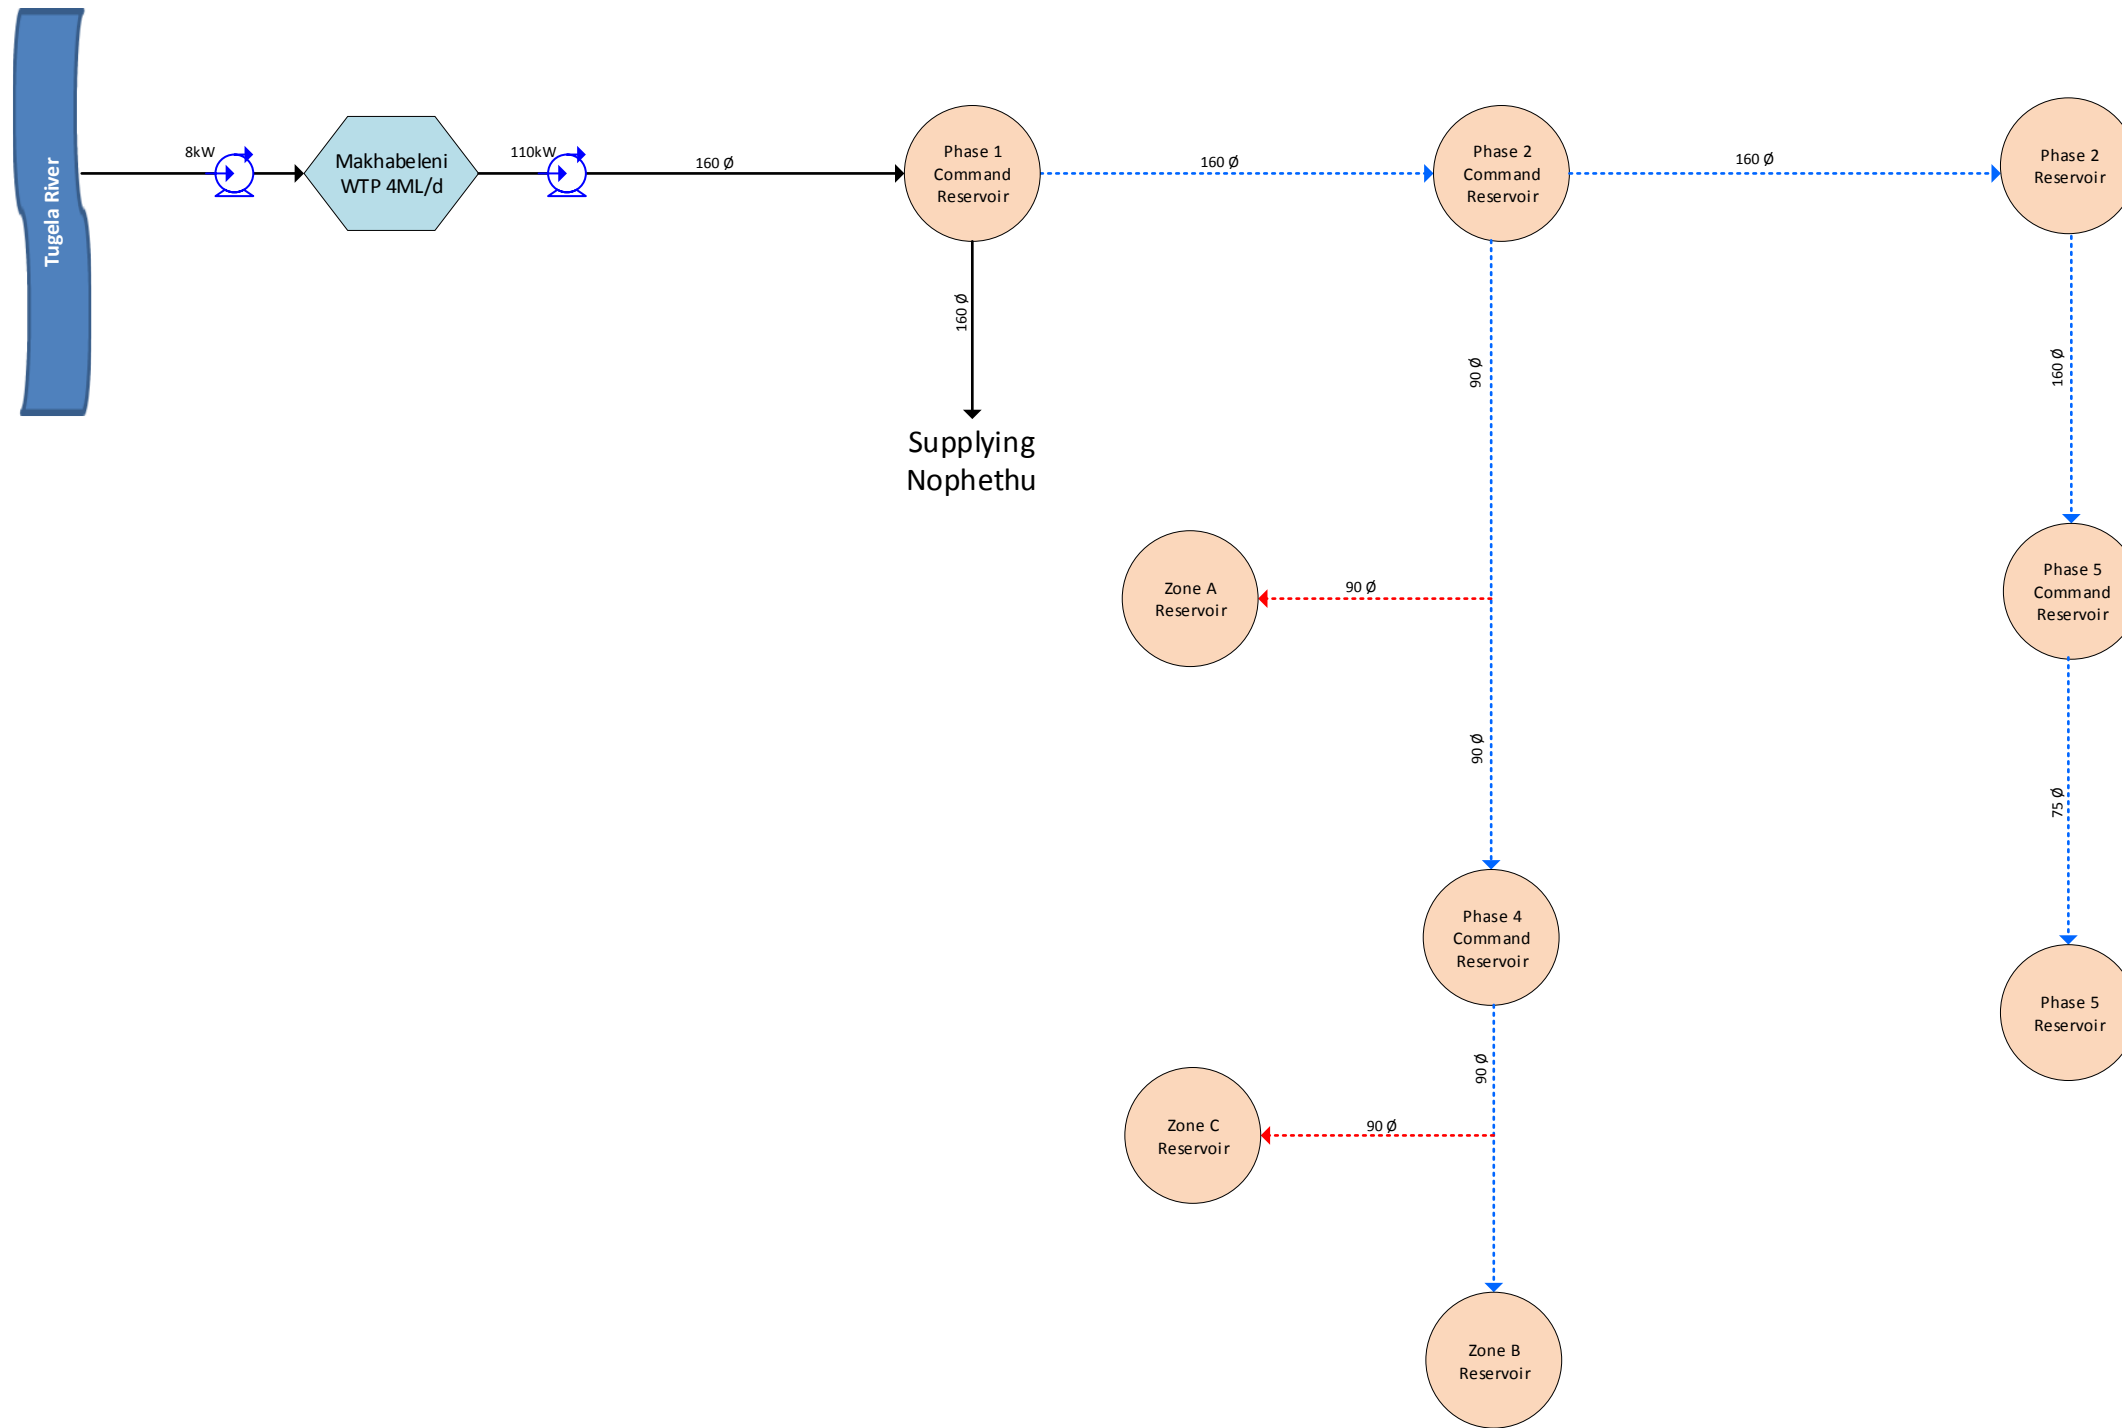 Tugela River
8kW
Makhabeleni
WTP 4ML/d
110kW
160 Ø
Phase 1
Command
Reservoir
160 Ø
Phase 2
Command
Reservoir
160 Ø
Phase 2
Reservoir
160 Ø
Supplying
Nophethu
90 Ø
160 Ø
Zone A
Reservoir
90 Ø
Phase 5
Command
Reservoir
90 Ø
75 Ø
Phase 4
Command
Reservoir
Phase 5
Reservoir
90 Ø
Zone C
Reservoir
90 Ø
Zone B
Reservoir